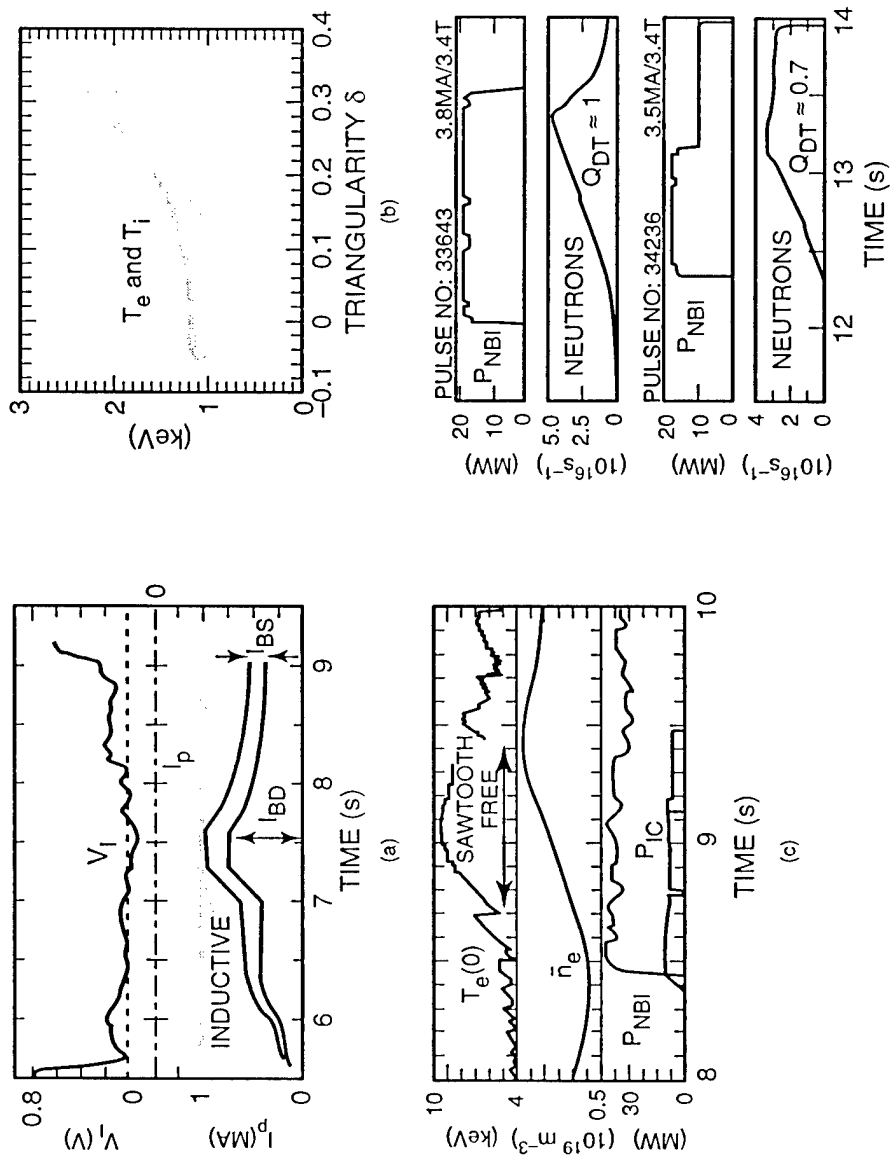 0.8
0
V_l (V)
V_l
0
I_p
1
1
0
I_p (MA)
INDUCTIVE
I_BD
I_BS
6
7
8
9
TIME (s)
(a)
3
2
1
0
(keV)
T_e and T_i
−0.1
0
0.1
0.2
0.3
0.4
TRIANGULARITY δ
(b)
10
4
0.5
30
0
(keV)
(10^19 m^−3)
(MW)
T_e(0)
SAWTOOTH
FREE
n̄_e
P_NBI
P_IC
8
9
10
TIME (s)
(c)
PULSE NO: 33643 3.8MA/3.4T
20
10
0
(MW)
P_NBI
5.0
2.5
0
(10^16 s^−1)
NEUTRONS
Q_DT ≈ 1
PULSE NO: 34236 3.5MA/3.4T
20
10
0
(MW)
P_NBI
4
2
0
(10^16 s^−1)
NEUTRONS
Q_DT ≈ 0.7
12
13
14
TIME (s)